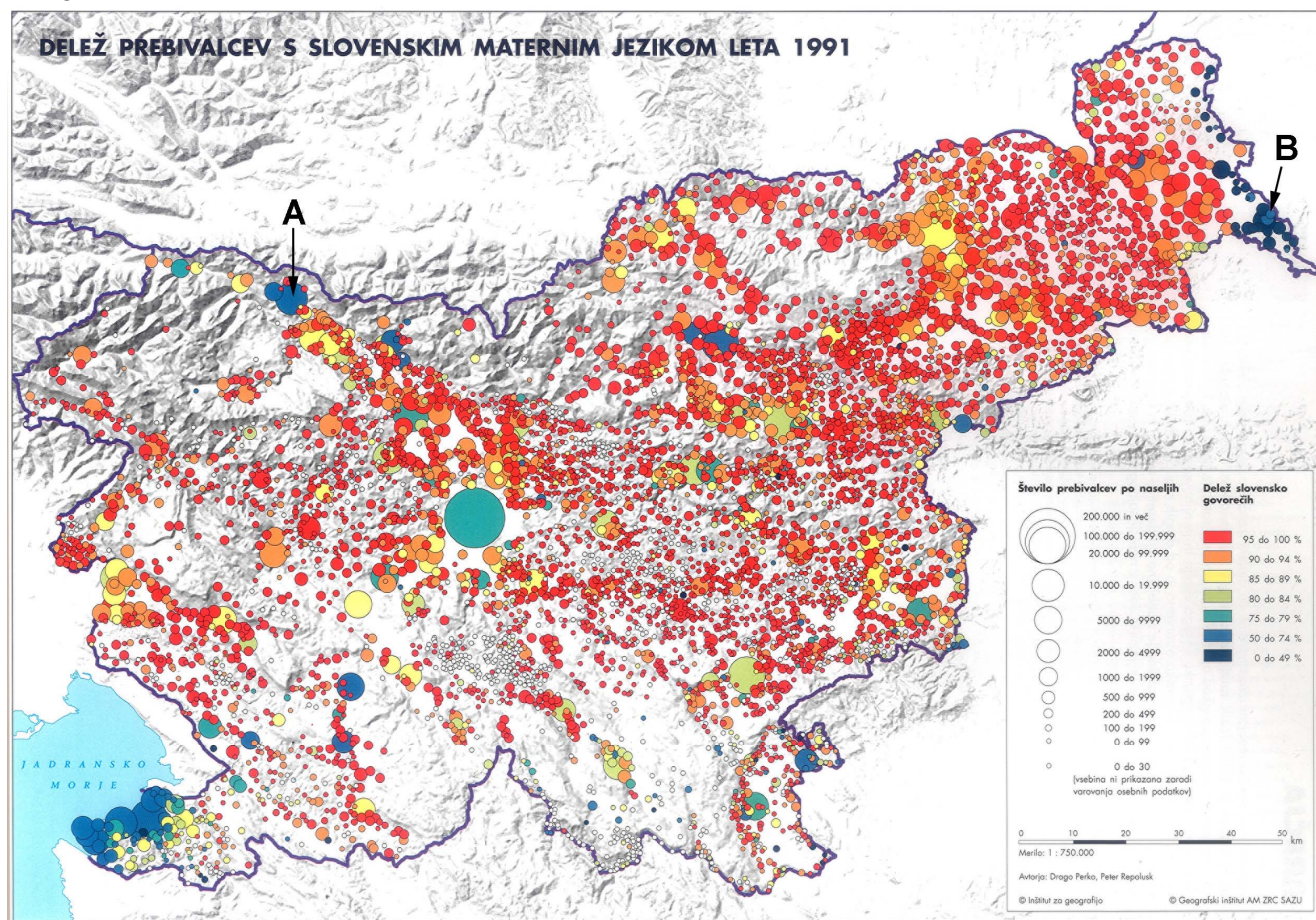 DELEŽ PREBIVALCEV S SLOVENSKIM MATERNIM JEZIKOM LETA 1991
A
B
JADRANSKO
MORJE
Število prebivalcev po naseljih
200.000 in več
100.000 do 199.999
20.000 do 99.999
10.000 do 19.999
5000 do 9999
2000 do 4999
1000 do 1999
500 do 999
200 do 499
100 do 199
0 do 99
0 do 30
(vsebina ni prikazana zaradi
varovanja osebnih podatkov)
Delež slovensko
govorečih
95 do 100 %
90 do 94 %
85 do 89 %
80 do 84 %
75 do 79 %
50 do 74 %
0 do 49 %
0 10 20 30 40 50 km
Merilo: 1 : 750.000
Avtorja: Drago Perko, Peter Repolusk
© Inštitut za geografijo
© Geografski inštitut AM ZRC SAZU